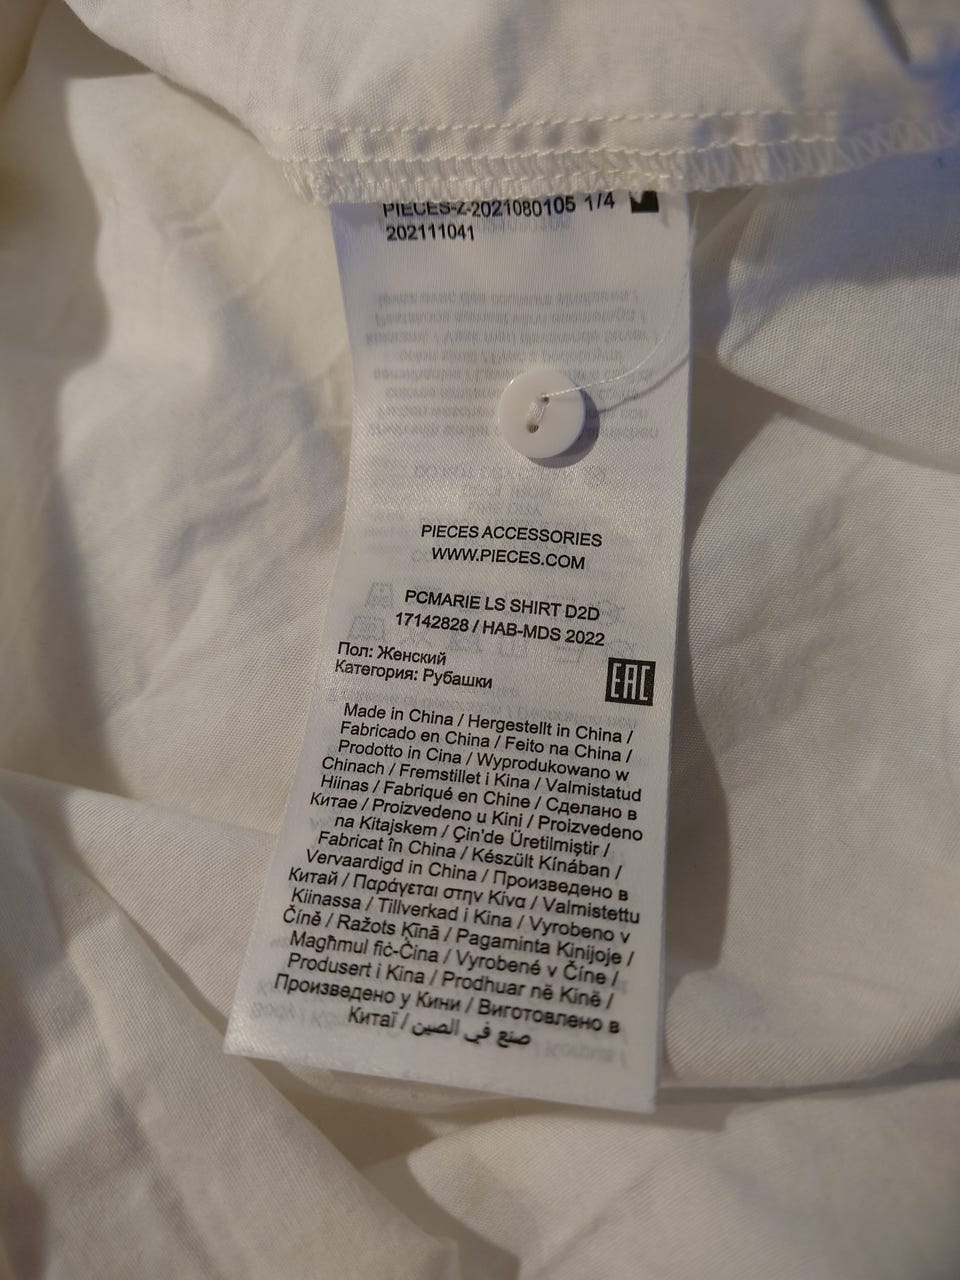 PIECES-Z-2021080105 1/4
202111041
PIECES ACCESSORIES
WWW.PIECES.COM
PCMARIE LS SHIRT D2D
17142828 / HAB-MDS 2022
Пол: Женский
Категория: Рубашки
EAC
Made in China / Hergestellt in China /
Fabricado en China / Feito na China /
Prodotto in Cina / Wyprodukowano w
Chinach / Fremstillet i Kina / Valmistatud
Hiinas / Fabriqué en Chine / Сделано в
Китае / Proizvedeno u Kini / Proizvedeno
na Kitajskem / Çin'de Üretilmiştir /
Fabricat în China / Készült Kínában /
Vervaardigd in China / Произведено в
Китай / Παράγεται στην Κίνα / Valmistettu
Kiinassa / Tillverkad i Kina / Vyrobeno v
Číně / Ražots Ķīnā / Pagaminta Kinijoje /
Magħmul fiċ-Ċina / Vyrobené v Číne /
Produsert i Kina / Prodhuar në Kinë /
Произведено у Кини / Виготовлено в
Китаї / صنع في الصين